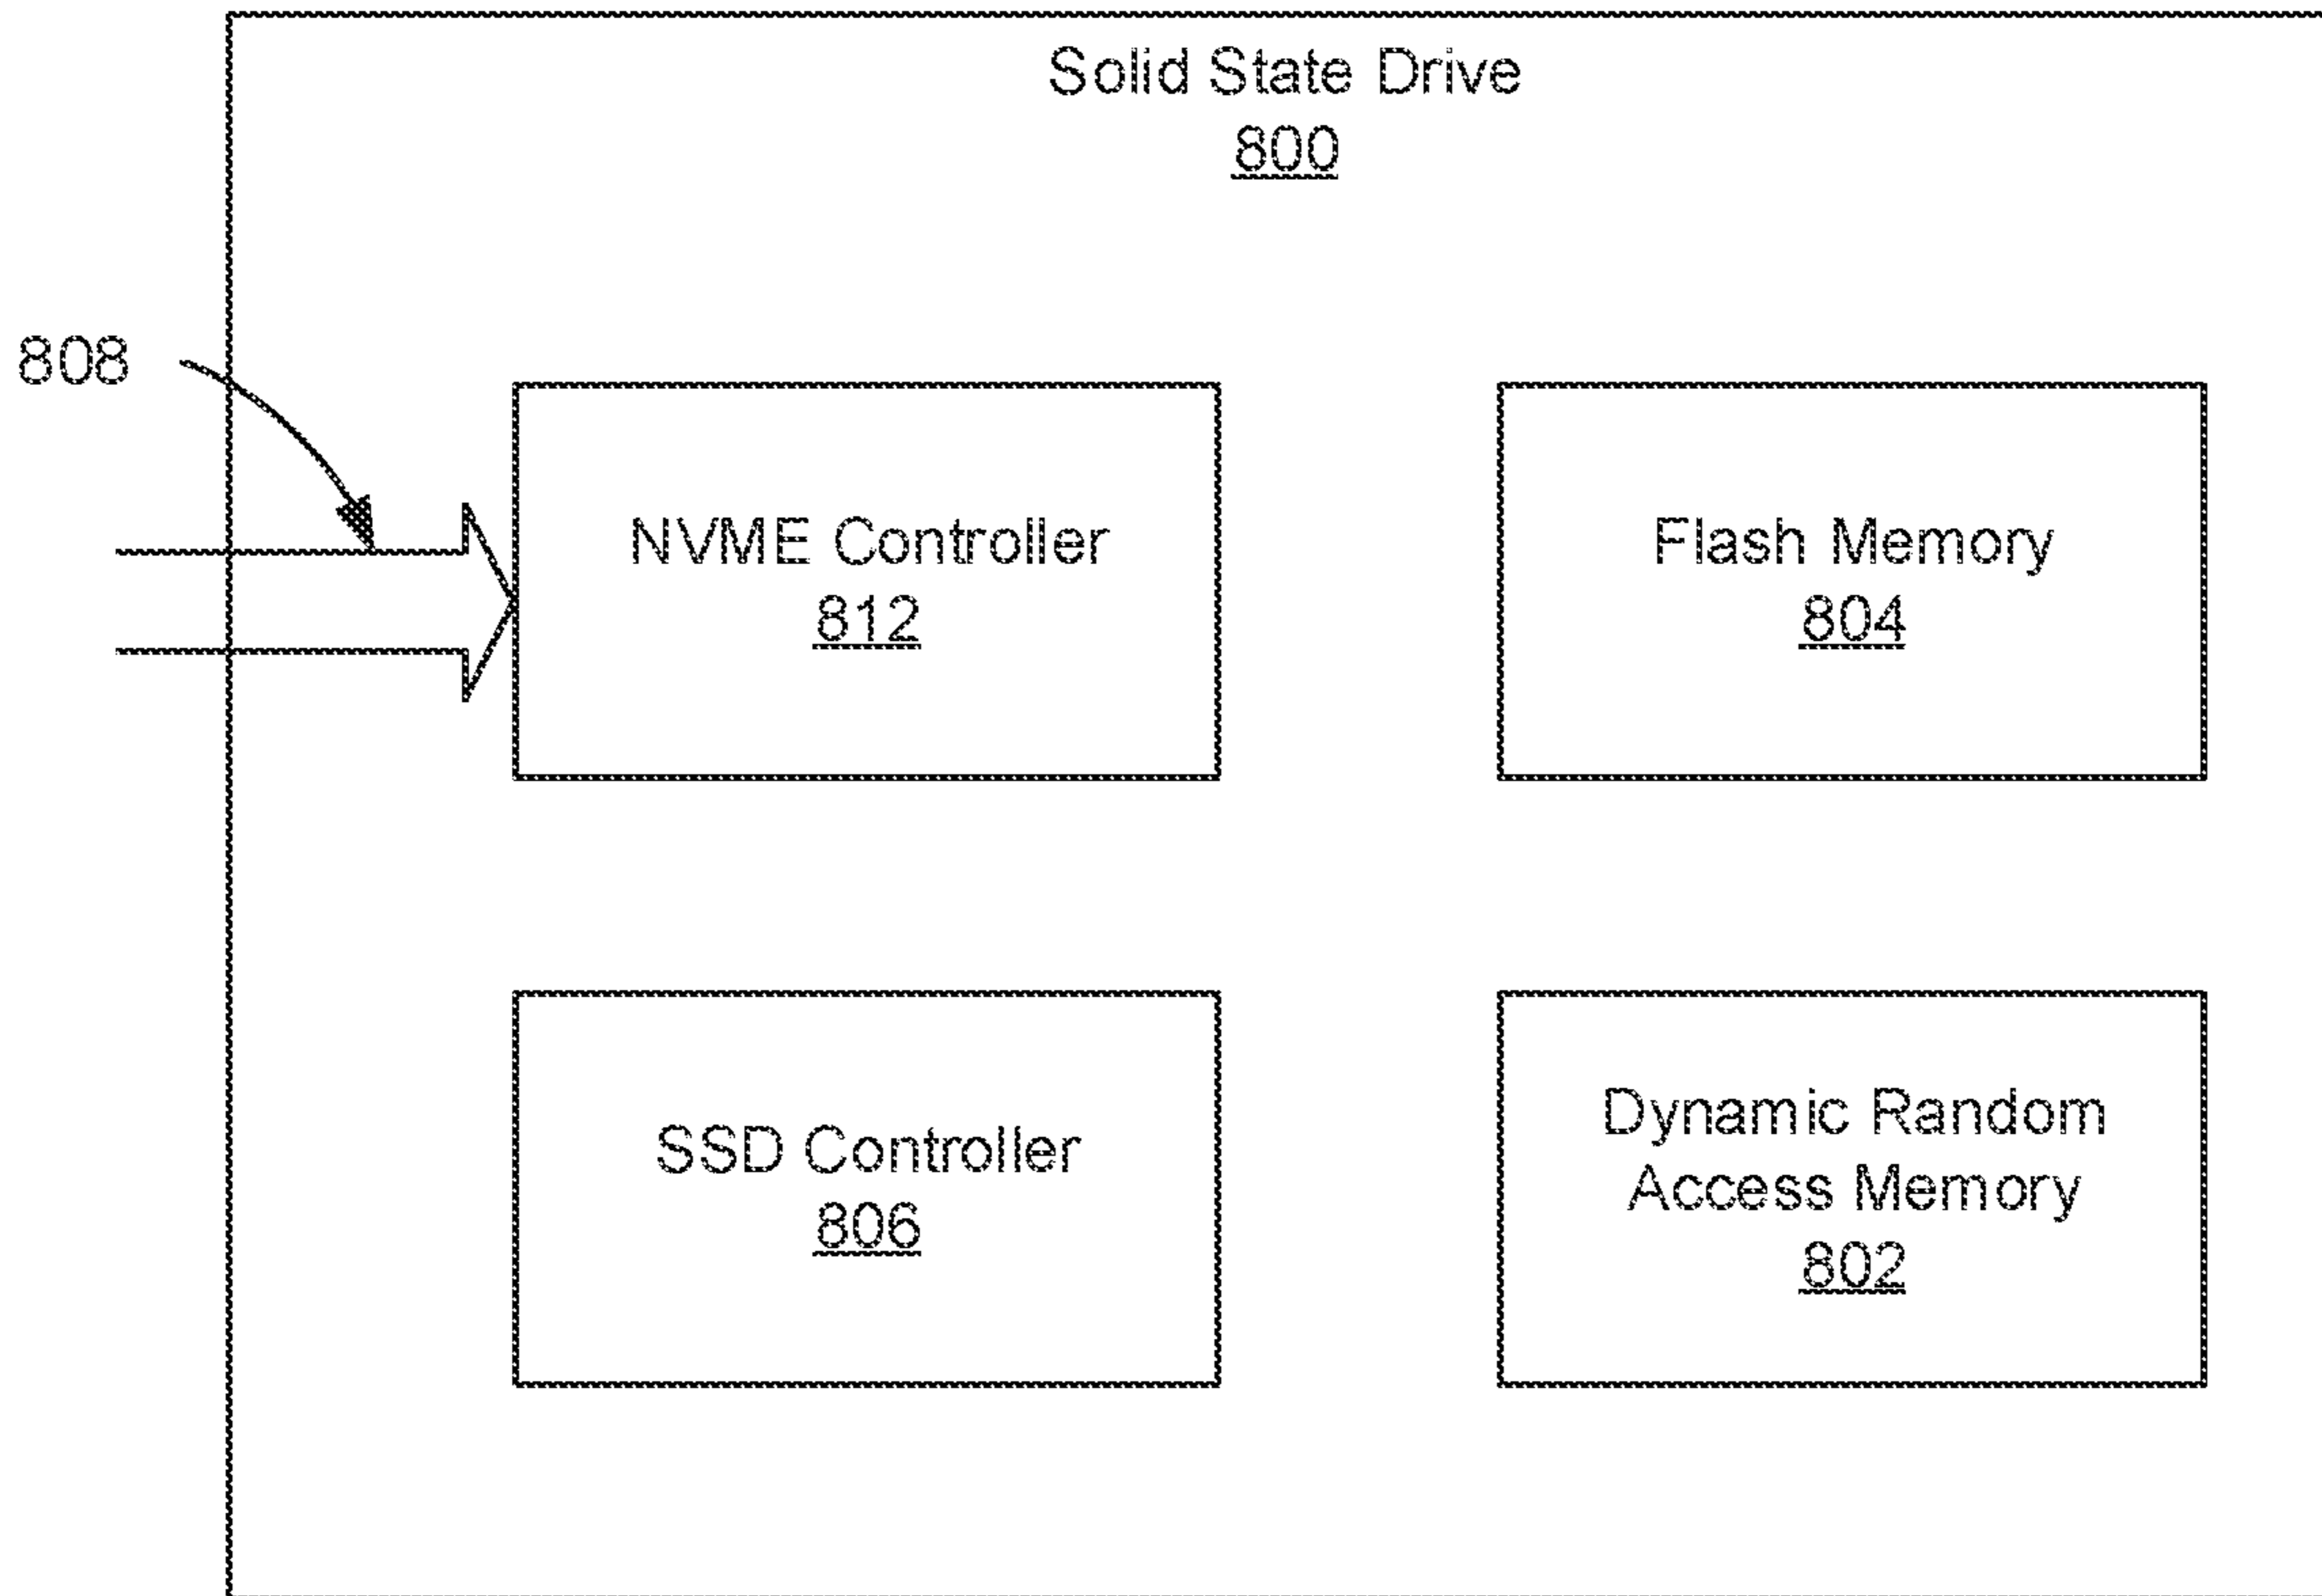 Solid State Drive
800
808
NVME Controller
812
Flash Memory
804
SSD Controller
806
Dynamic Random
Access Memory
802